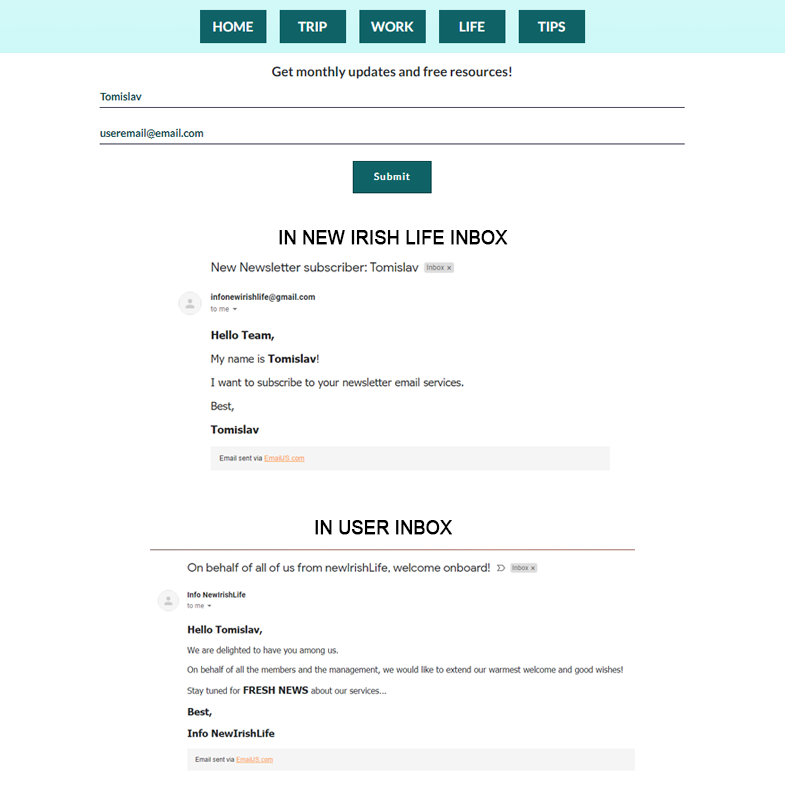 HOME TRIP WORK LIFE TIPS
Get monthly updates and free resources!
Tomislav
useremail@email.com
Submit
IN NEW IRISH LIFE INBOX
New Newsletter subscriber: Tomislav Inbox x
infonewirishlife@gmail.com
to me
Hello Team,
My name is Tomislav!
I want to subscribe to your newsletter email services.
Best,
Tomislav
Email sent via EmailJS.com
IN USER INBOX
On behalf of all of us from newIrishLife, welcome onboard! Inbox x
Info NewIrishLife
to me
Hello Tomislav,
We are delighted to have you among us.
On behalf of all the members and the management, we would like to extend our warmest welcome and good wishes!
Stay tuned for FRESH NEWS about our services...
Best,
Info NewIrishLife
Email sent via EmailJS.com